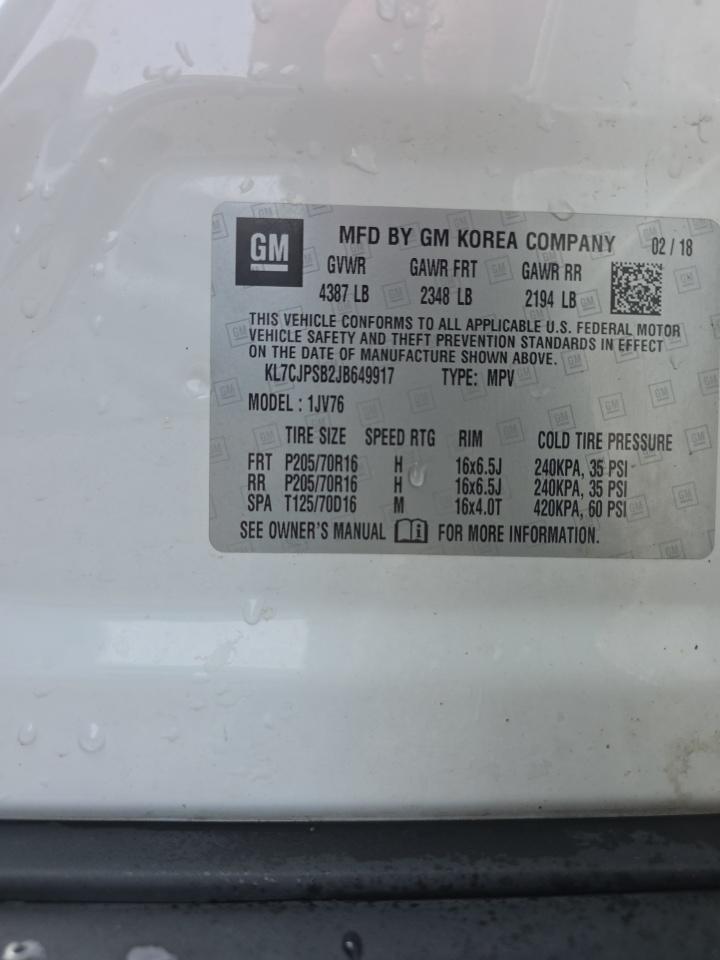 GM MFD BY GM KOREA COMPANY 02 / 18
GVWR GAWR FRT GAWR RR
4387 LB 2348 LB 2194 LB
THIS VEHICLE CONFORMS TO ALL APPLICABLE U.S. FEDERAL MOTOR
VEHICLE SAFETY AND THEFT PREVENTION STANDARDS IN EFFECT
ON THE DATE OF MANUFACTURE SHOWN ABOVE.
KL7CJPSB2JB649917 TYPE: MPV
MODEL : 1JV76
TIRE SIZE SPEED RTG RIM COLD TIRE PRESSURE
FRT P205/70R16 H 16x6.5J 240KPA, 35 PSI
RR P205/70R16 H 16x6.5J 240KPA, 35 PSI
SPA T125/70D16 M 16x4.0T 420KPA, 60 PSI
SEE OWNER'S MANUAL FOR MORE INFORMATION.